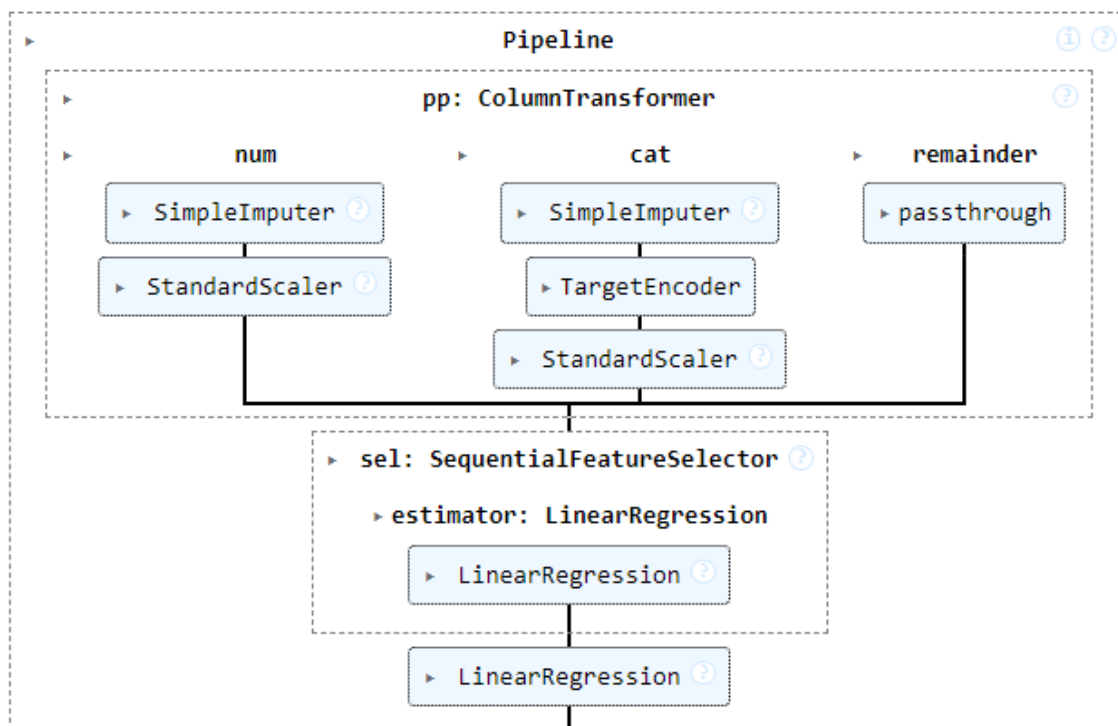 Pipeline i ?
pp: ColumnTransformer ?
num cat remainder
SimpleImputer ? SimpleImputer ? passthrough
StandardScaler ? TargetEncoder
StandardScaler ?
sel: SequentialFeatureSelector ?
estimator: LinearRegression
LinearRegression ?
LinearRegression ?